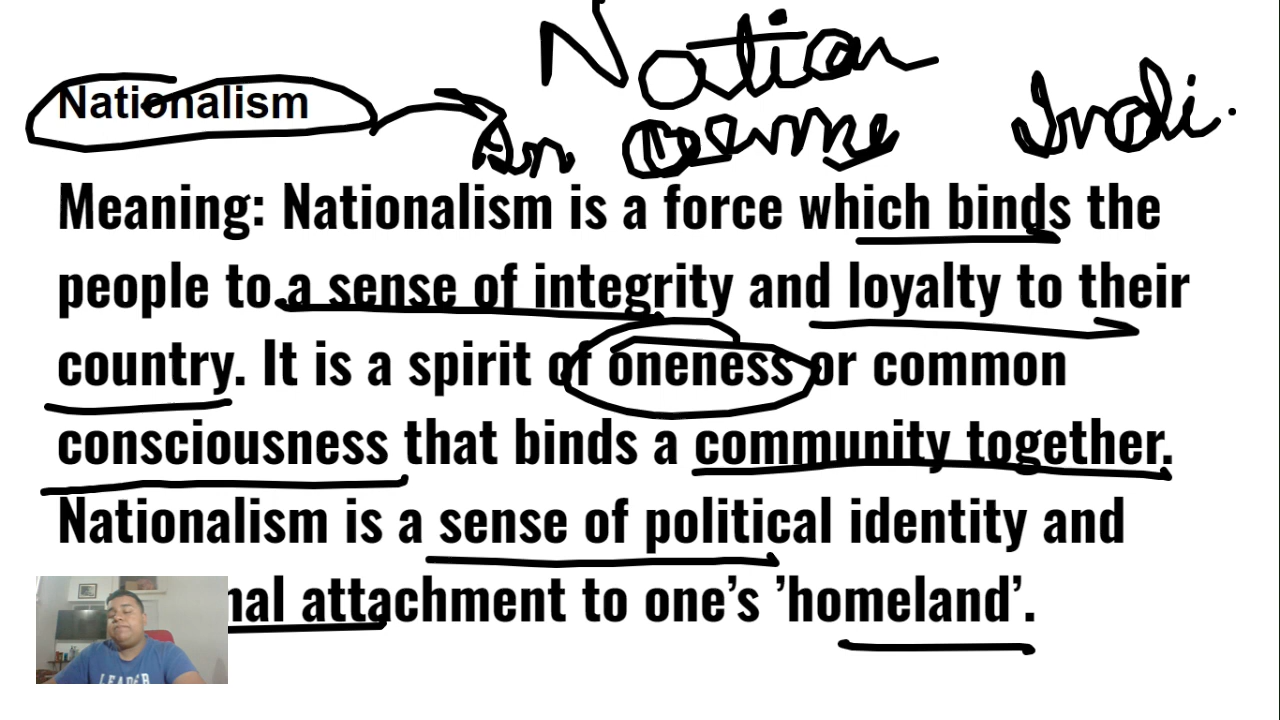 Nation
Nationalism
Indi
Meaning: Nationalism is a force which binds the
people to a sense of integrity and loyalty to their
country. It is a spirit of oneness or common
consciousness that binds a community together.
Nationalism is a sense of political identity and
nal attachment to one's 'homeland'.
LEADER